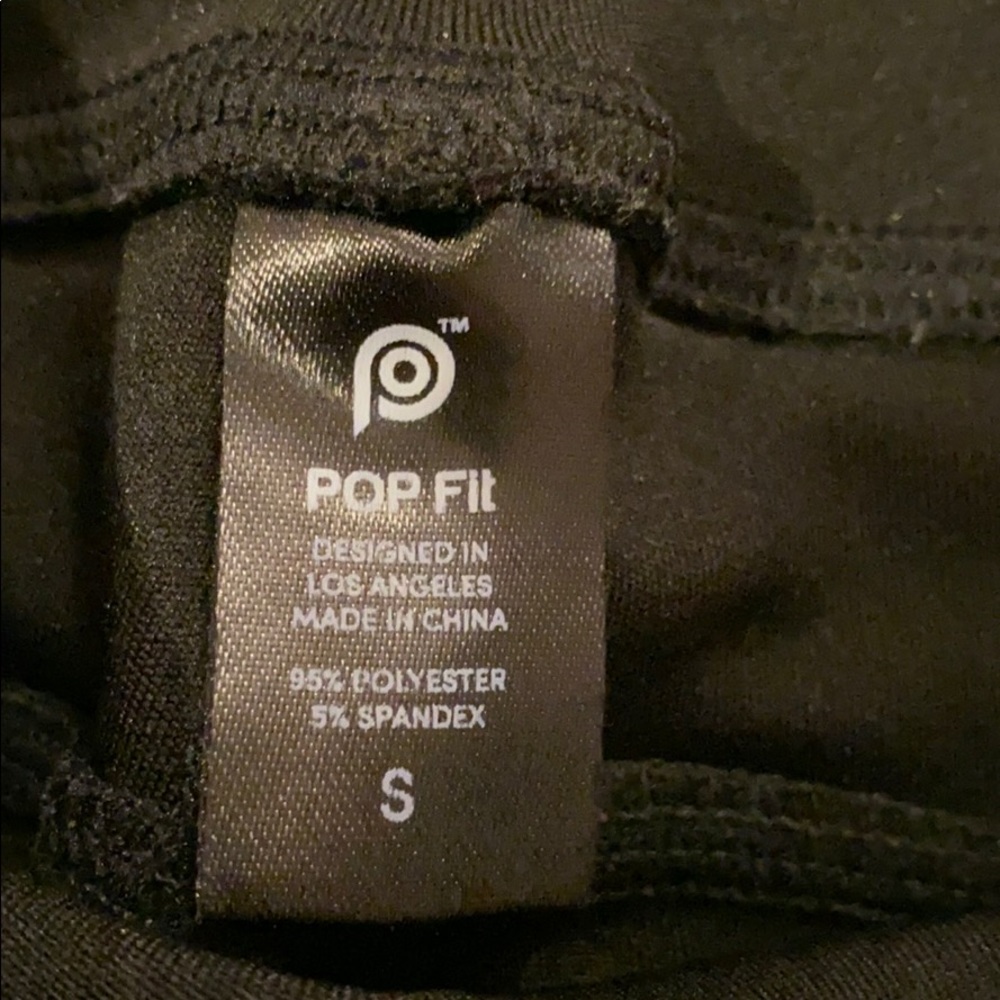 TM
POP Fit
DESIGNED IN
LOS ANGELES
MADE IN CHINA
95% POLYESTER
5% SPANDEX
S